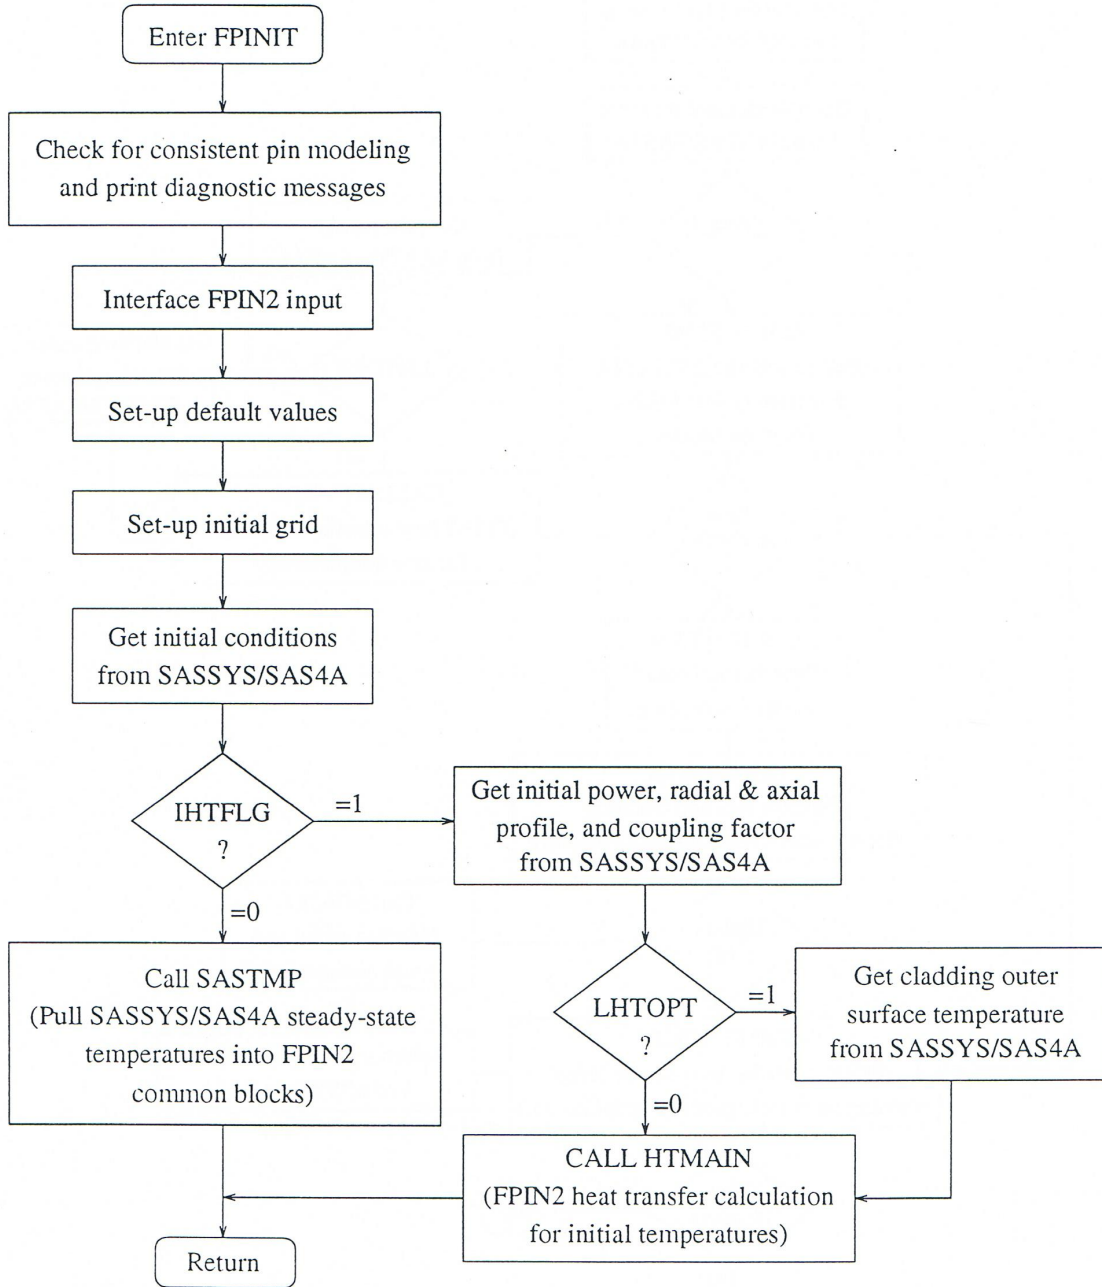 Enter FPINIT
Check for consistent pin modeling
and print diagnostic messages
Interface FPIN2 input
Set-up default values
Set-up initial grid
Get initial conditions
from SASSYS/SAS4A
IHTFLG
?
=1
Get initial power, radial & axial
profile, and coupling factor
from SASSYS/SAS4A
=0
Call SASTMP
(Pull SASSYS/SAS4A steady-state
temperatures into FPIN2
common blocks)
LHTOPT
?
=1
Get cladding outer
surface temperature
from SASSYS/SAS4A
=0
CALL HTMAIN
(FPIN2 heat transfer calculation
for initial temperatures)
Return